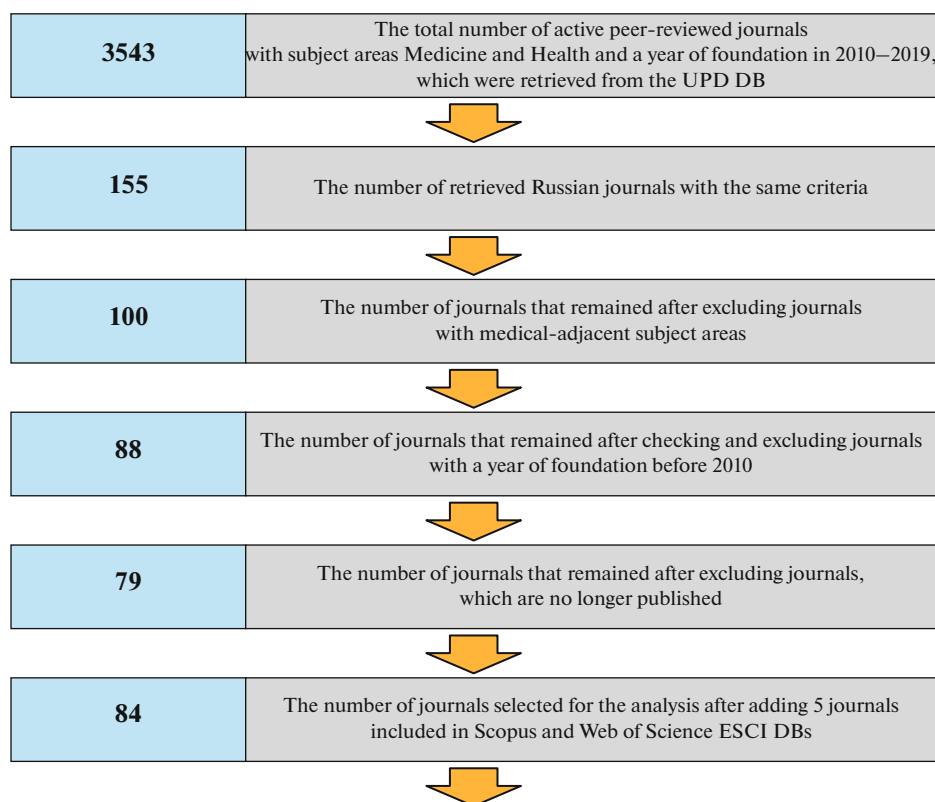 3543
The total number of active peer-reviewed journals
with subject areas Medicine and Health and a year of foundation in 2010–2019,
which were retrieved from the UPD DB
155
The number of retrieved Russian journals with the same criteria
100
The number of journals that remained after excluding journals
with medical-adjacent subject areas
88
The number of journals that remained after checking and excluding journals
with a year of foundation before 2010
79
The number of journals that remained after excluding journals,
which are no longer published
84
The number of journals selected for the analysis after adding 5 journals
included in Scopus and Web of Science ESCI DBs